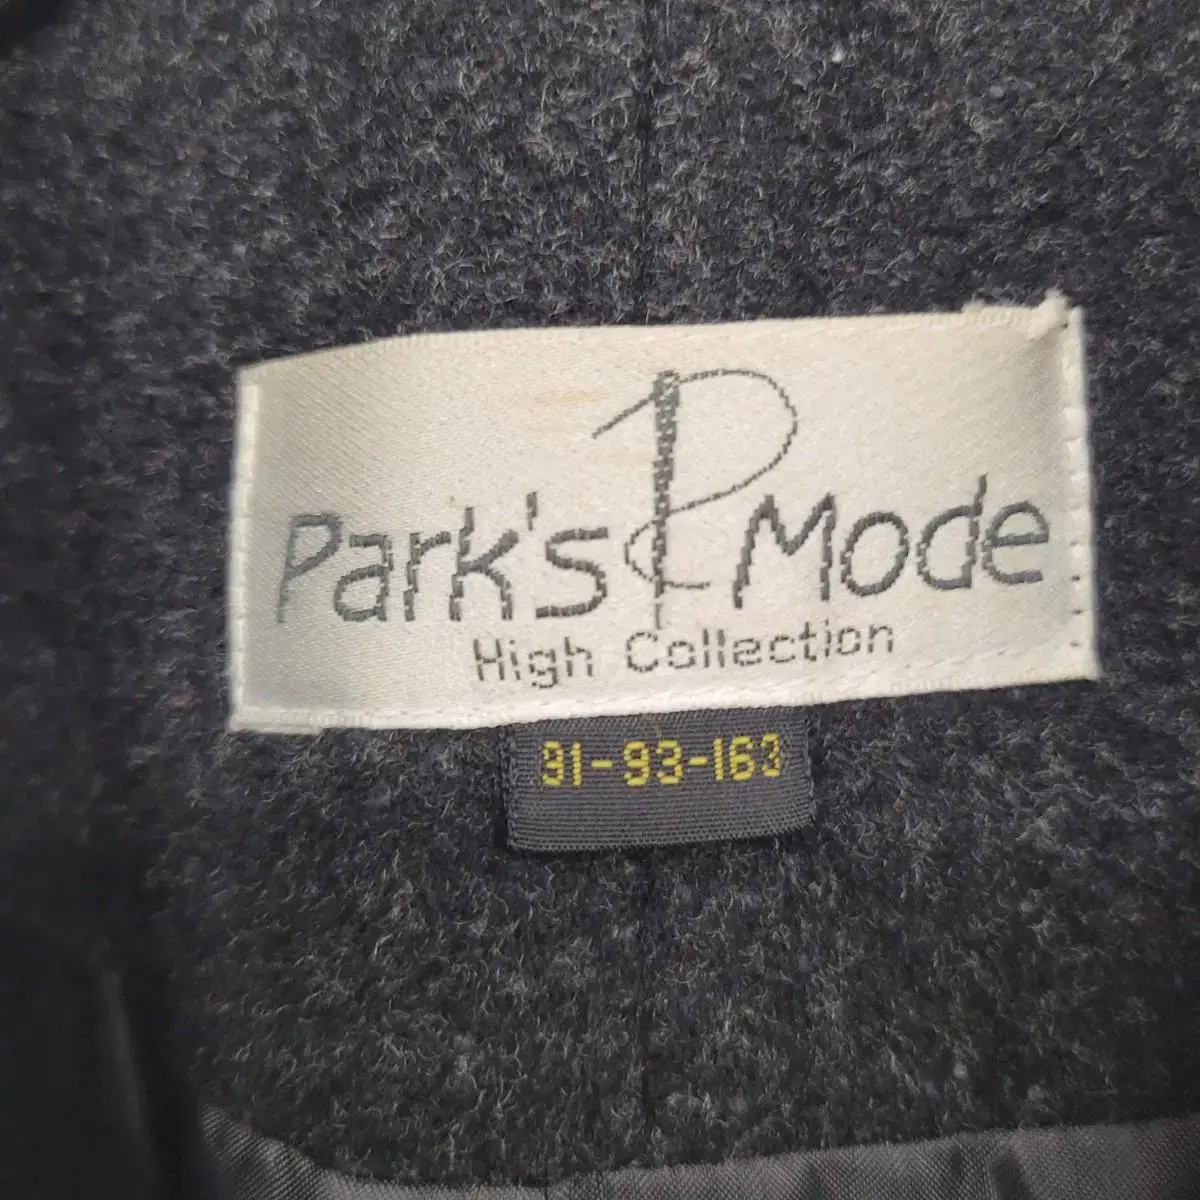 P
Park's Mode
High Collection
91-93-163